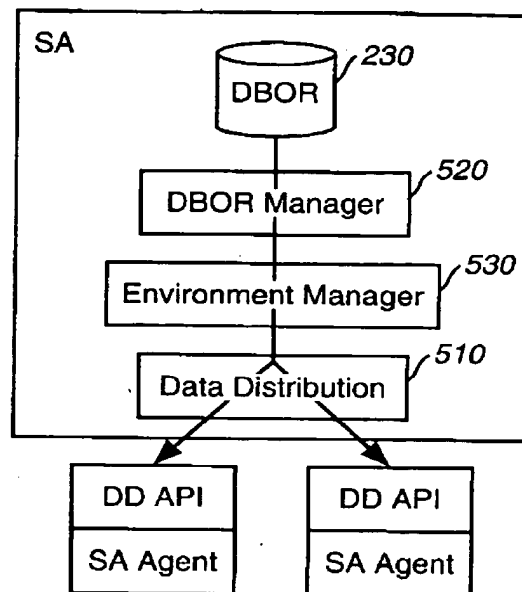 SA
230
DBOR
520
DBOR Manager
530
Environment Manager
510
Data Distribution
DD API
DD API
SA Agent
SA Agent